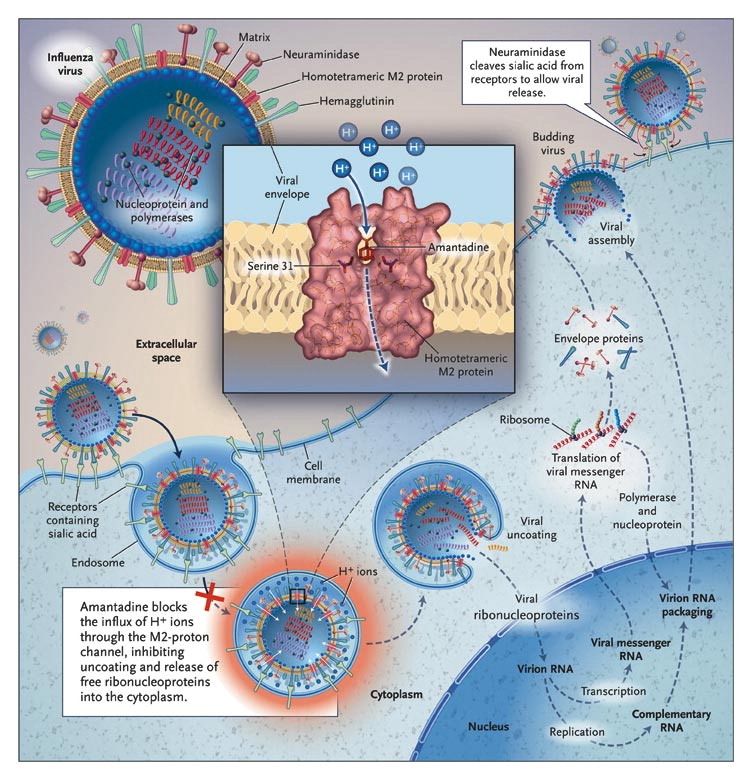 Influenza
virus
Matrix
Neuraminidase
Homotetrameric M2 protein
Hemagglutinin
Nucleoprotein and
polymerases
Viral
envelope
Neuraminidase
cleaves sialic acid from
receptors to allow viral
release.
Budding
virus
Viral
assembly
H+
H+
H+
H+
H+
H+
H+
Amantadine
Serine 31
Homotetrameric
M2 protein
Extracellular
space
Envelope proteins
Ribosome
Translation of
viral messenger
RNA
Polymerase
and
nucleoprotein
Cell
membrane
Receptors
containing
sialic acid
Endosome
Viral
uncoating
H+ ions
Amantadine blocks
the influx of H+ ions
through the M2-proton
channel, inhibiting
uncoating and release of
free ribonucleoproteins
into the cytoplasm.
Cytoplasm
Viral
ribonucleoproteins
Virion RNA
packaging
Viral messenger
RNA
Virion RNA
Transcription
Complementary
RNA
Replication
Nucleus